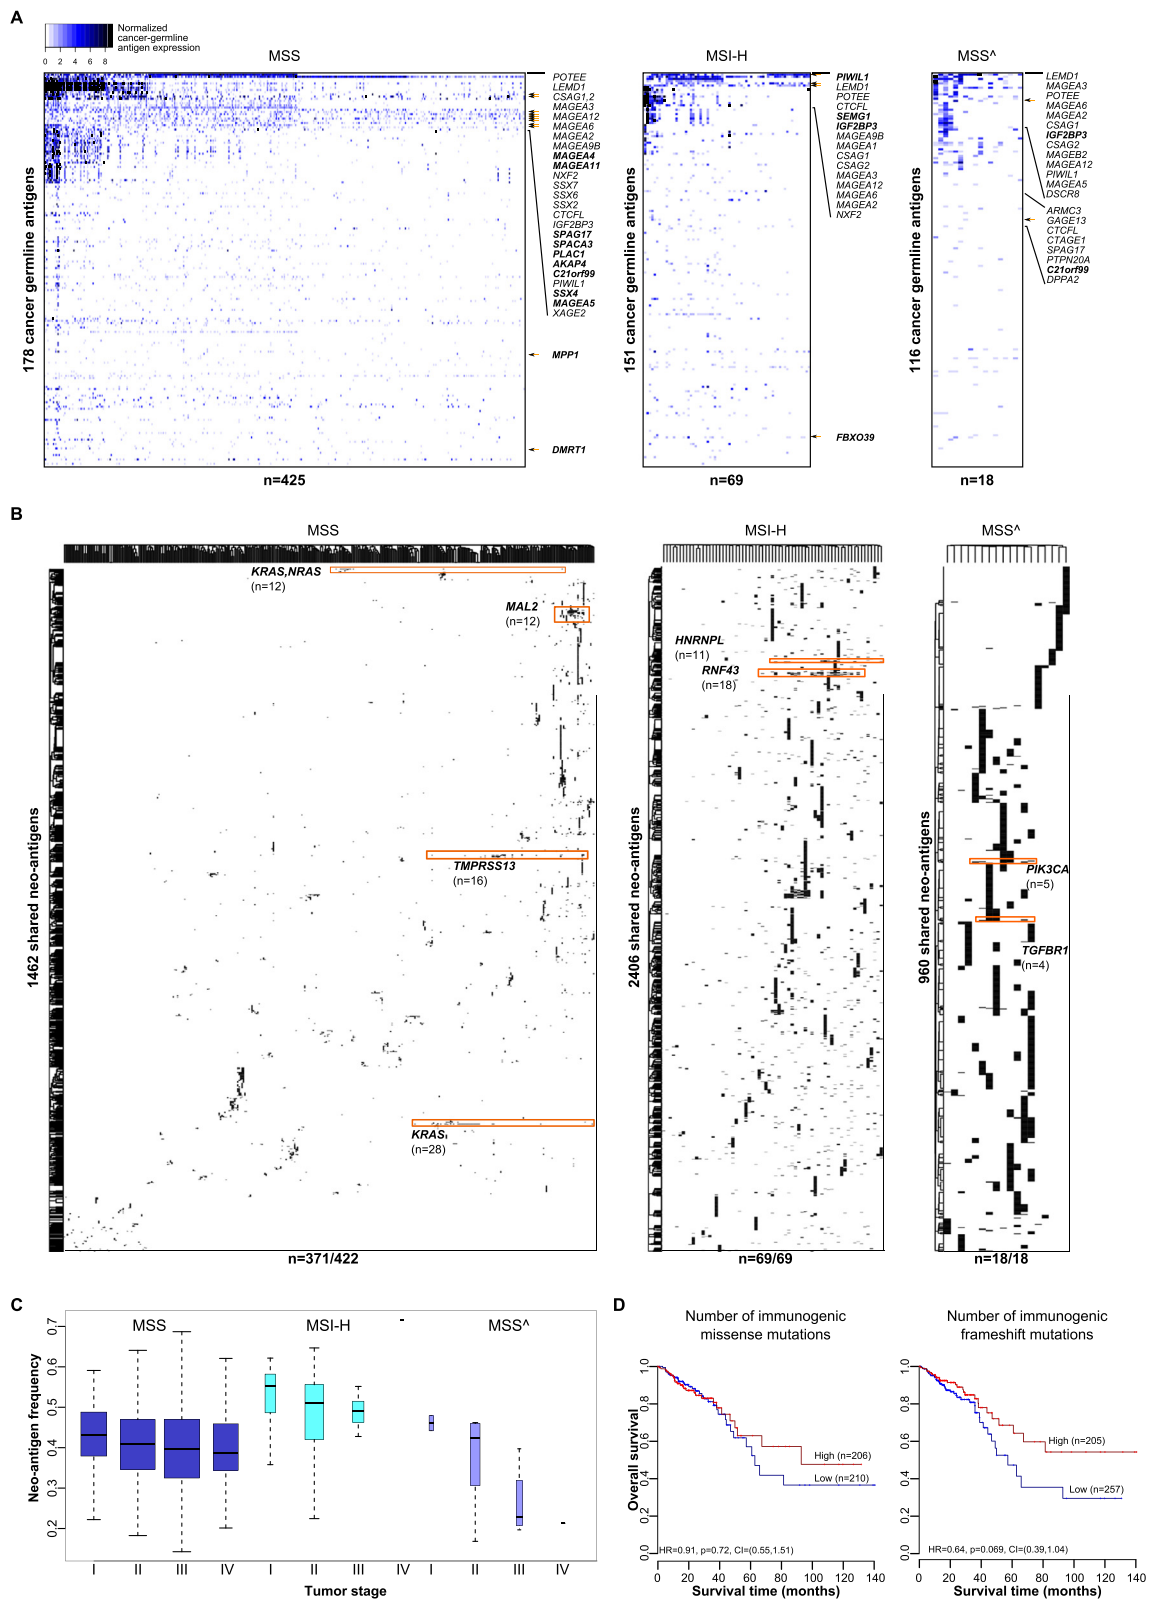 A
Normalized
cancer-germline
antigen expression
0 2 4 6 8
MSS
MSI-H
MSS^
178 cancer germline antigens
POTEE
LEMD1
CSAG1,2
MAGEA3
MAGEA12
MAGEA6
MAGEA2
MAGEA9B
MAGEA4
MAGEA11
NXF2
SSX7
SSX6
SSX2
CTCFL
IGF2BP3
SPAG17
SPACA3
PLAC1
AKAP4
C21orf99
PIWIL1
SSX4
MAGEA5
XAGE2
MPP1
DMRT1
n=425
151 cancer germline antigens
PIWIL1
LEMD1
POTEE
CTCFL
SEMG1
IGF2BP3
MAGEA9B
MAGEA1
CSAG1
CSAG2
MAGEA3
MAGEA12
MAGEA6
MAGEA2
NXF2
FBXO39
n=69
116 cancer germline antigens
LEMD1
MAGEA3
POTEE
MAGEA6
MAGEA2
CSAG1
IGF2BP3
CSAG2
MAGEB2
MAGEA12
PIWIL1
MAGEA5
DSCR8
ARMC3
GAGE13
CTCFL
CTAGE1
SPAG17
PTPN20A
C21orf99
DPPA2
n=18
B
MSS
MSI-H
MSS^
1462 shared neo-antigens
KRAS,NRAS
(n=12)
MAL2
(n=12)
TMPRSS13
(n=16)
KRAS
(n=28)
n=371/422
2406 shared neo-antigens
HNRNPL
(n=11)
RNF43
(n=18)
n=69/69
960 shared neo-antigens
PIK3CA
(n=5)
TGFBR1
(n=4)
n=18/18
C
MSS
MSI-H
MSS^
Neo-antigen frequency
0.7
0.6
0.5
0.4
0.3
0.2
I II III IV I II III IV I II III IV
Tumor stage
D
Number of immunogenic
missense mutations
Overall survival
1.0
0.8
0.6
0.4
0.2
0.0
High (n=206)
Low (n=210)
HR=0.91, p=0.72, CI=(0.55,1.51)
0 20 40 60 80 100 120 140
Survival time (months)
Number of immunogenic
frameshift mutations
1.0
0.8
0.6
0.4
0.2
0.0
High (n=205)
Low (n=257)
HR=0.64, p=0.069, CI=(0.39,1.04)
0 20 40 60 80 100 120 140
Survival time (months)